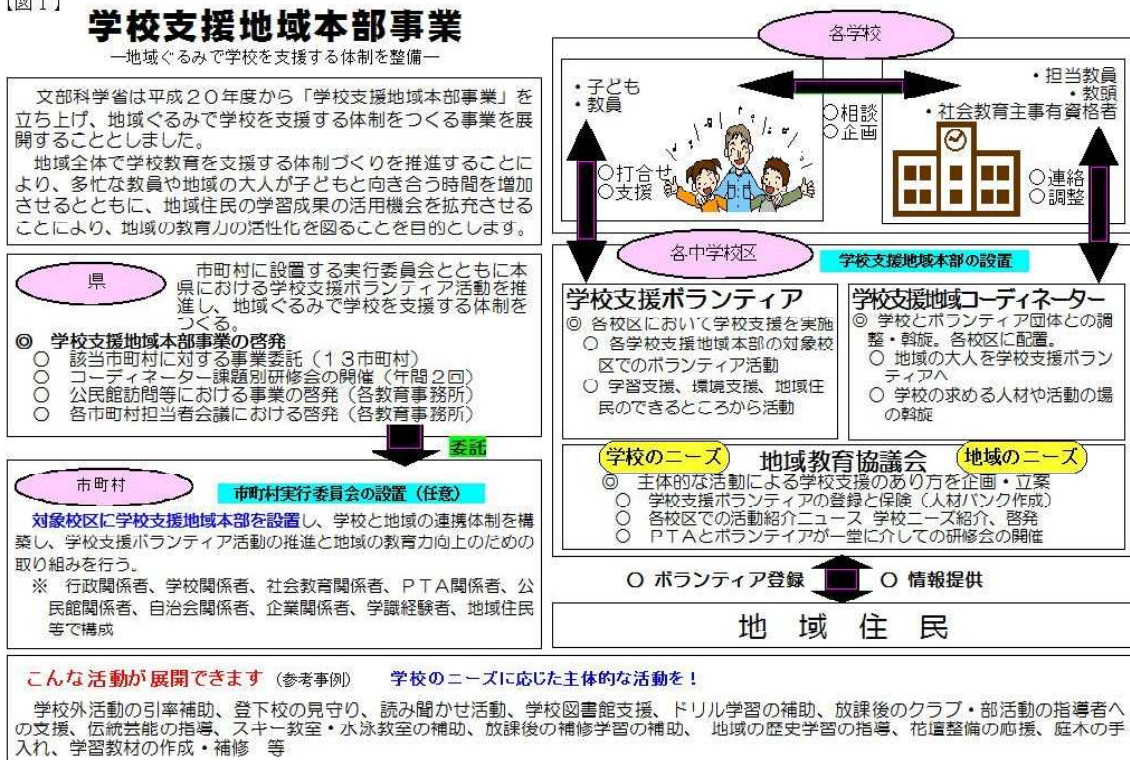 【図１】
学校支援地域本部事業
―地域ぐるみで学校を支援する体制を整備―
文部科学省は平成２０年度から「学校支援地域本部事業」を
立ち上げ、地域ぐるみで学校を支援する体制をつくる事業を展
開することとしました。
地域全体で学校教育を支援する体制づくりを推進することに
より、多忙な教員や地域の大人が子どもと向き合う時間を増加
させるとともに、地域住民の学習成果の活用機会を拡充させる
ことにより、地域の教育力の活性化を図ることを目的とします。
県
市町村に設置する実行委員会とともに本
県における学校支援ボランティア活動を推
進し、地域ぐるみで学校を支援する体制を
つくる。
◎ 学校支援地域本部事業の啓発
○ 該当市町村に対する事業委託（１３市町村）
○ コーディネーター課題別研修会の開催（年間２回）
○ 公民館訪問等における事業の啓発（各教育事務所）
○ 各市町村担当者会議における啓発（各教育事務所）
委託
市町村
市町村実行委員会の設置（任意）
対象校区に学校支援地域本部を設置し、学校と地域の連携体制を構
築し、学校支援ボランティア活動の推進と地域の教育力向上のための
取り組みを行う。
※ 行政関係者、学校関係者、社会教育関係者、ＰＴＡ関係者、公
民館関係者、自治会関係者、企業関係者、学識経験者、地域住民
等で構成
各学校
・子ども
・教員
○相談
○企画
・担当教員
・教頭
・社会教育主事有資格者
○打合せ
○支援
○連絡
調整
各中学校区
学校支援地域本部の設置
学校支援ボランティア
◎ 各校区において学校支援を実施
○ 各学校支援地域本部の対象校
区でのボランティア活動
○ 学習支援、環境支援、地域住
民のできるところから活動
学校支援地域コーディネーター
◎ 学校とボランティア団体との調
整・斡旋。各校区に配置。
○ 地域の大人を学校支援ボラン
ティアへ
○ 学校の求める人材や活動の場
の斡旋
学校のニーズ
地域教育協議会
地域のニーズ
◎ 主体的な活動による学校支援のあり方を企画・立案
○ 学校支援ボランティアの登録と保険（人材バンク作成）
○ 各校区での活動紹介ニュース 学校ニーズ紹介、啓発
○ ＰＴＡとボランテイアが一堂に介しての研修会の開催
○ ボランティア登録
○ 情報提供
地域住民
こんな活動が展開できます（参考事例） 学校のニーズに応じた主体的な活動を！
学校外活動の引率補助、登下校の見守り、読み聞かせ活動、学校図書館支援、ドリル学習の補助、放課後のクラブ・部活動の指導者へ
の支援、伝統芸能の指導、スキー教室・水泳教室の補助、放課後の補修学習の補助、 地域の歴史学習の指導、花壇整備の応援、庭木の手
入れ、学習教材の作成・補修 等